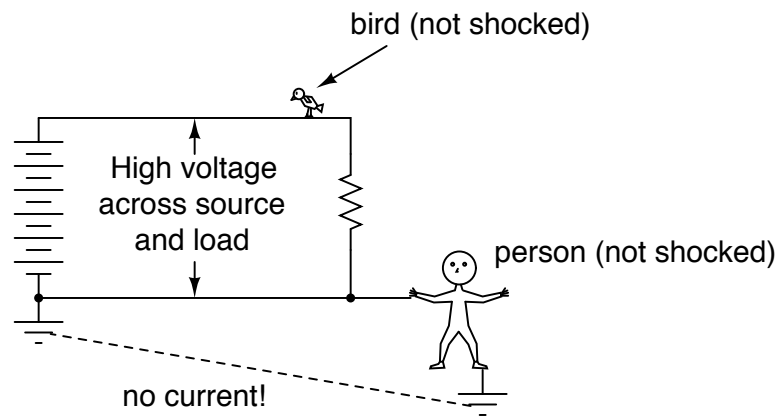 bird (not shocked)
High voltage
across source
and load
person (not shocked)
no current!